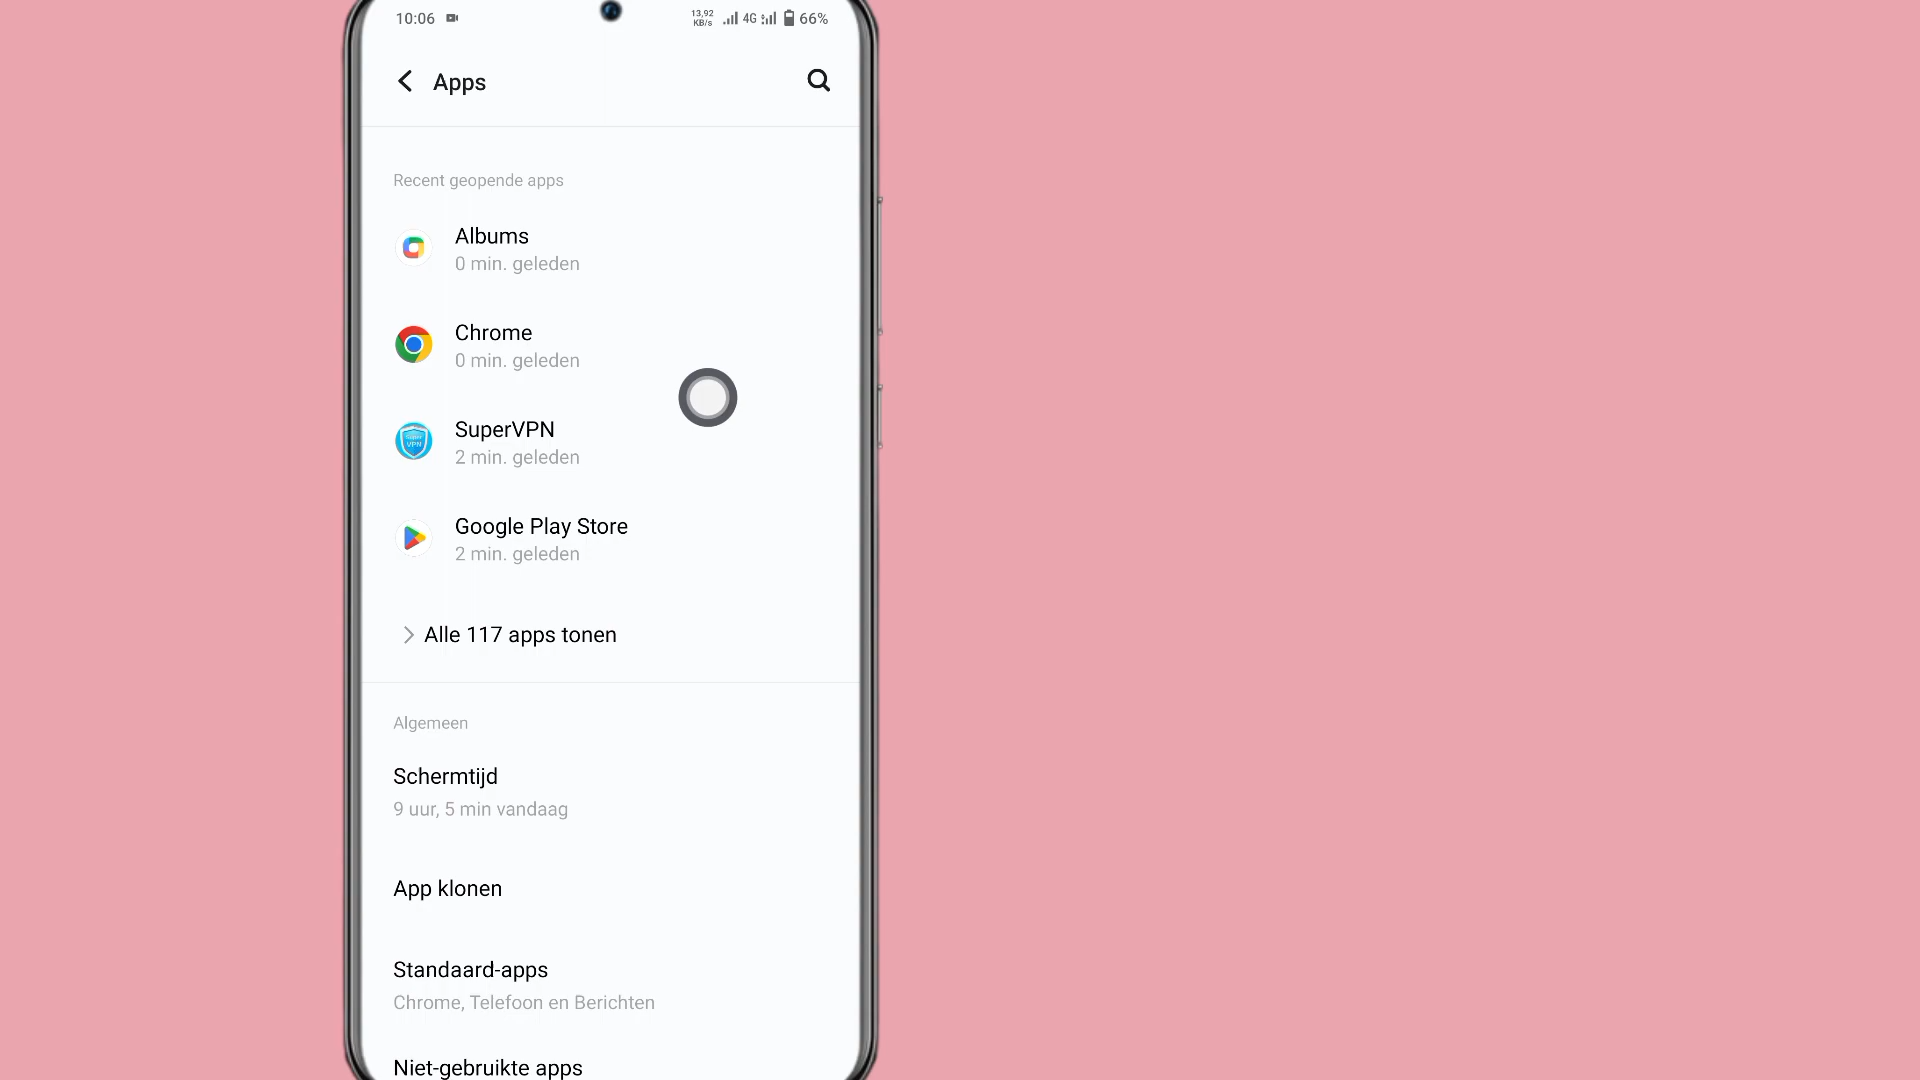 10:06
13,92 KB/s 4G 66%
Apps
Recent geopende apps
Albums
0 min. geleden
Chrome
0 min. geleden
SUPER VPN
SuperVPN
2 min. geleden
Google Play Store
2 min. geleden
Alle 117 apps tonen
Algemeen
Schermtijd
9 uur, 5 min vandaag
App klonen
Standaard-apps
Chrome, Telefoon en Berichten
Niet-gebruikte apps